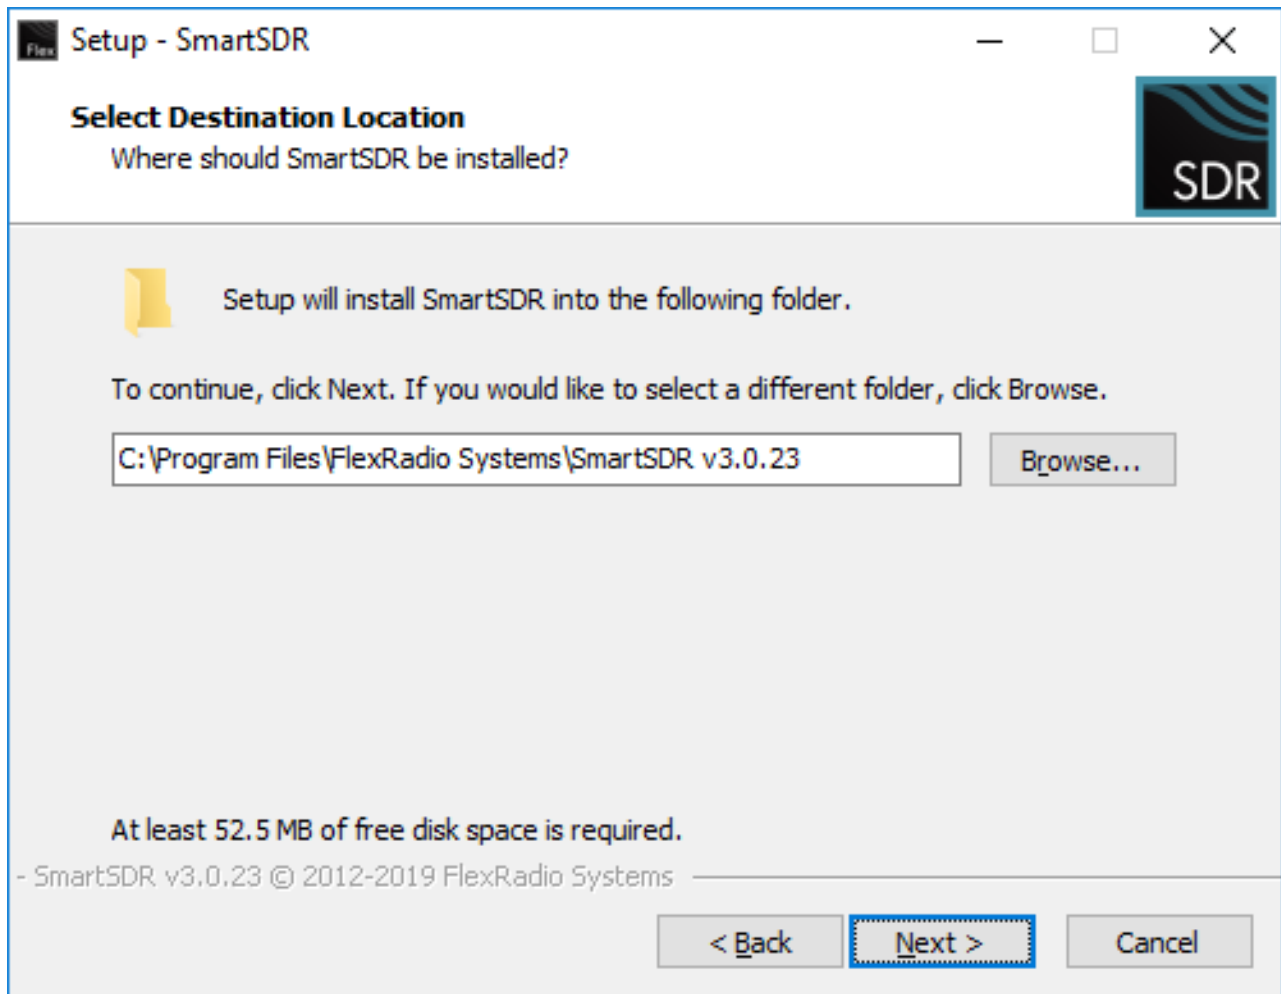 Flex
Setup - SmartSDR
Select Destination Location
Where should SmartSDR be installed?
SDR
Setup will install SmartSDR into the following folder.
To continue, click Next. If you would like to select a different folder, click Browse.
C:\Program Files\FlexRadio Systems\SmartSDR v3.0.23
Browse...
At least 52.5 MB of free disk space is required.
- SmartSDR v3.0.23 © 2012-2019 FlexRadio Systems
< Back
Next >
Cancel